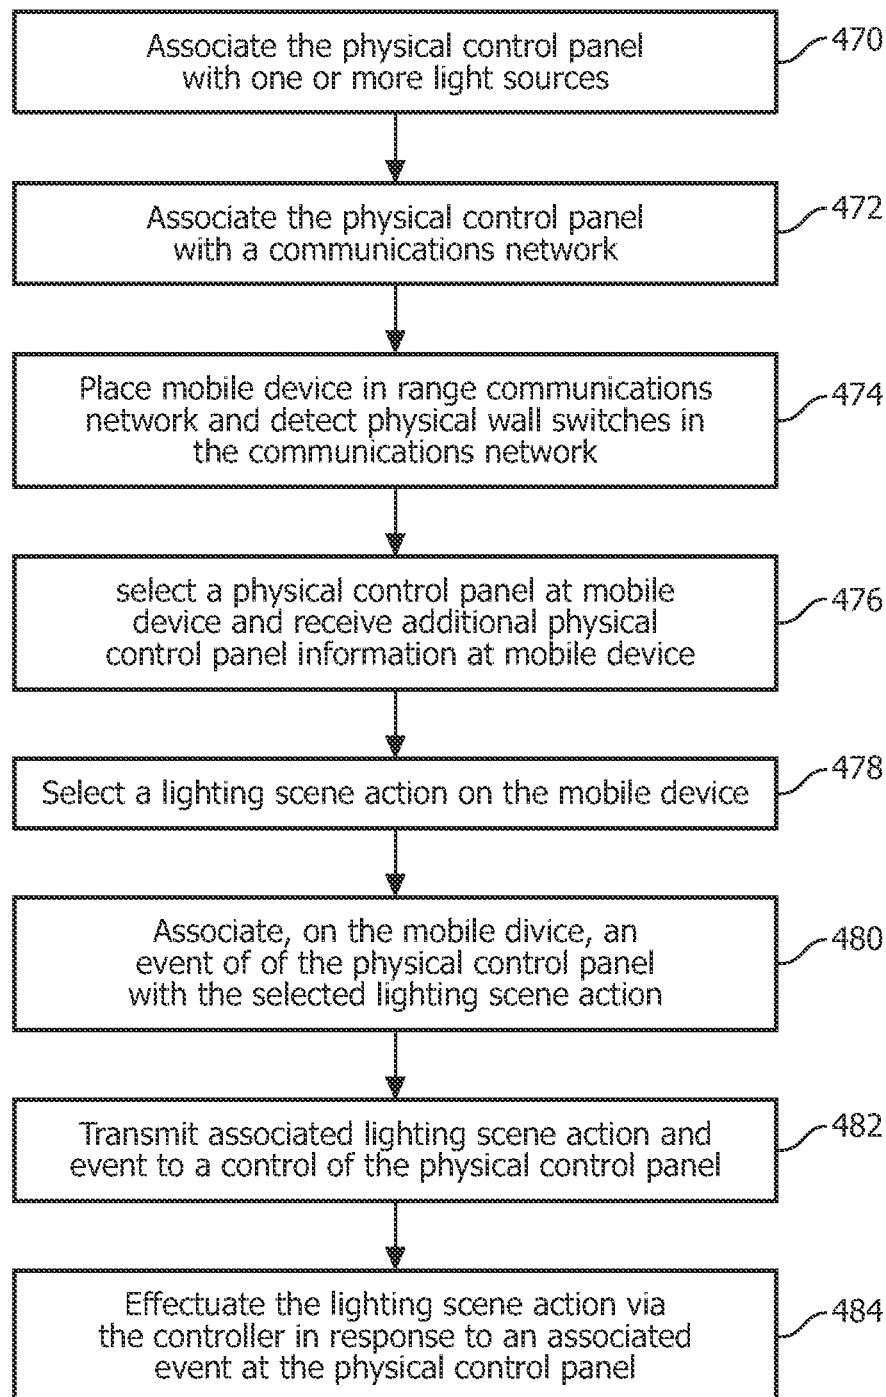 Associate the physical control panel
with one or more light sources
470
Associate the physical control panel
with a communications network
472
Place mobile device in range communications
network and detect physical wall switches in
the communications network
474
select a physical control panel at mobile
device and receive additional physical
control panel information at mobile device
476
Select a lighting scene action on the mobile device
478
Associate, on the mobile divice, an
event of of the physical control panel
with the selected lighting scene action
480
Transmit associated lighting scene action and
event to a control of the physical control panel
482
Effectuate the lighting scene action via
the controller in response to an associated
event at the physical control panel
484